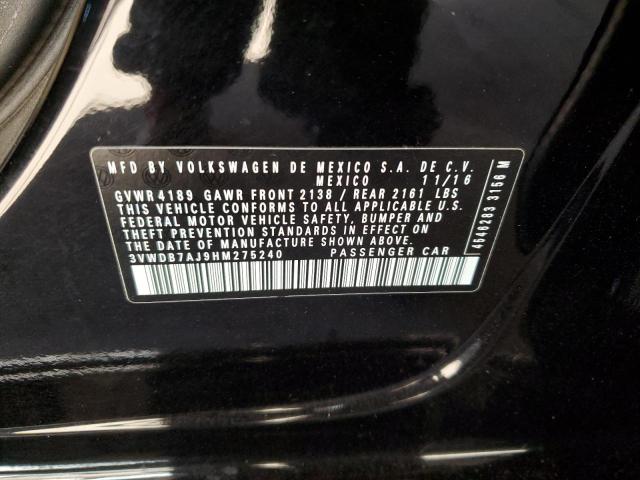 MFD BY VOLKSWAGEN DE MEXICO S.A. DE C.V.
MEXICO 11/16
GVWR 4189 GAWR FRONT 2138 / REAR 2161 LBS
THIS VEHICLE CONFORMS TO ALL APPLICABLE U.S.
FEDERAL MOTOR VEHICLE SAFETY, BUMPER AND
THEFT PREVENTION STANDARDS IN EFFECT ON
DATE OF MANUFACTURE SHOWN ABOVE.
3VWDB7AJ9HM275240 PASSENGER CAR
4646283 3156 M